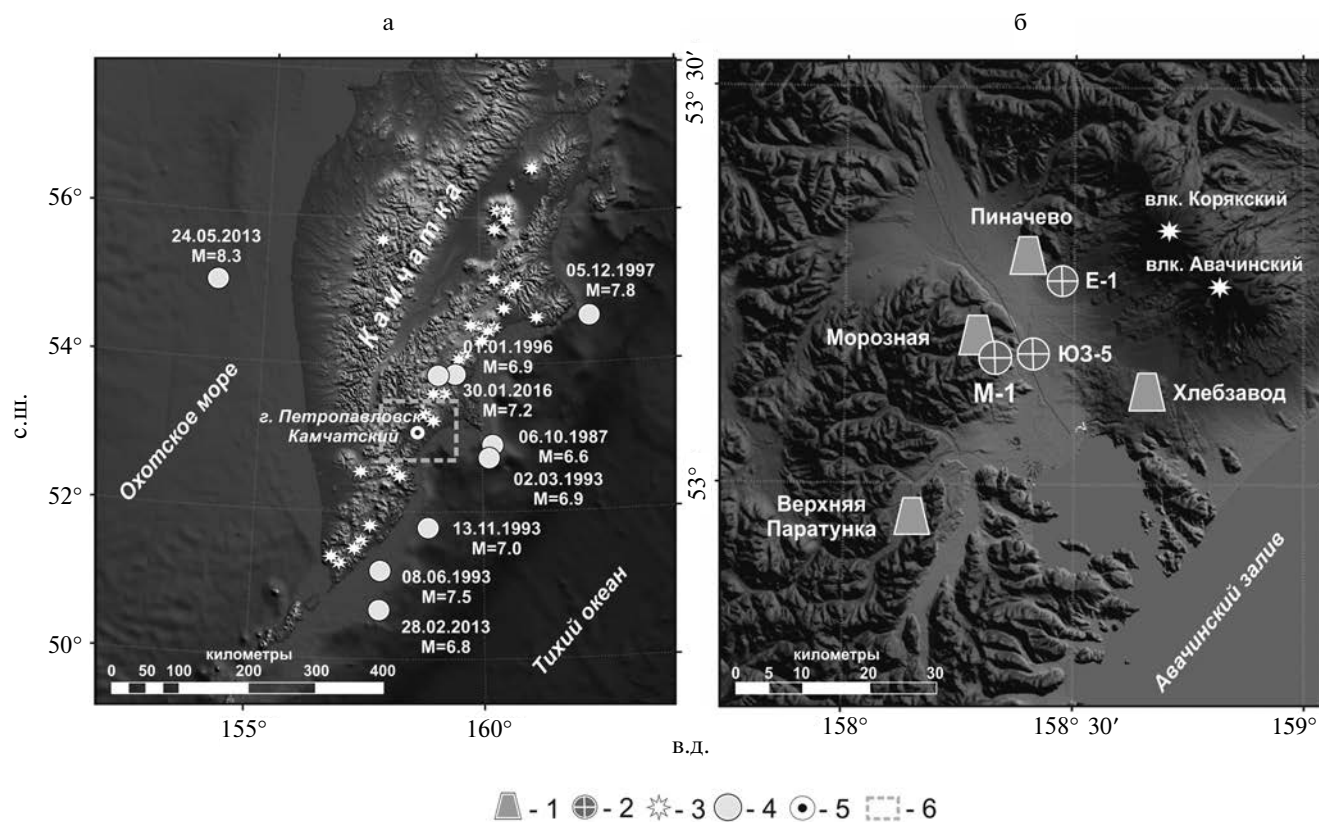 а
б
с.ш.
56°
54°
52°
50°
155°
160°
в.д.
24.05.2013
M=8.3
05.12.1997
M=7.8
Камчатка
01.01.1996
M=6.9
30.01.2016
M=7.2
г. Петропавловск
Камчатский
06.10.1987
M=6.6
02.03.1993
M=6.9
Охотское море
13.11.1993
M=7.0
08.06.1993
M=7.5
28.02.2013
M=6.8
Тихий океан
километры
0 50 100 200 300 400
53° 30′
53°
Пиначево
влк. Корякский
влк. Авачинский
Е-1
Морозная
ЮЗ-5
М-1
Хлебзавод
Верхняя
Паратунка
Авачинский залив
километры
0 5 10 20 30
158°
158° 30′
159°
- 1 - 2 - 3 - 4 - 5 - 6